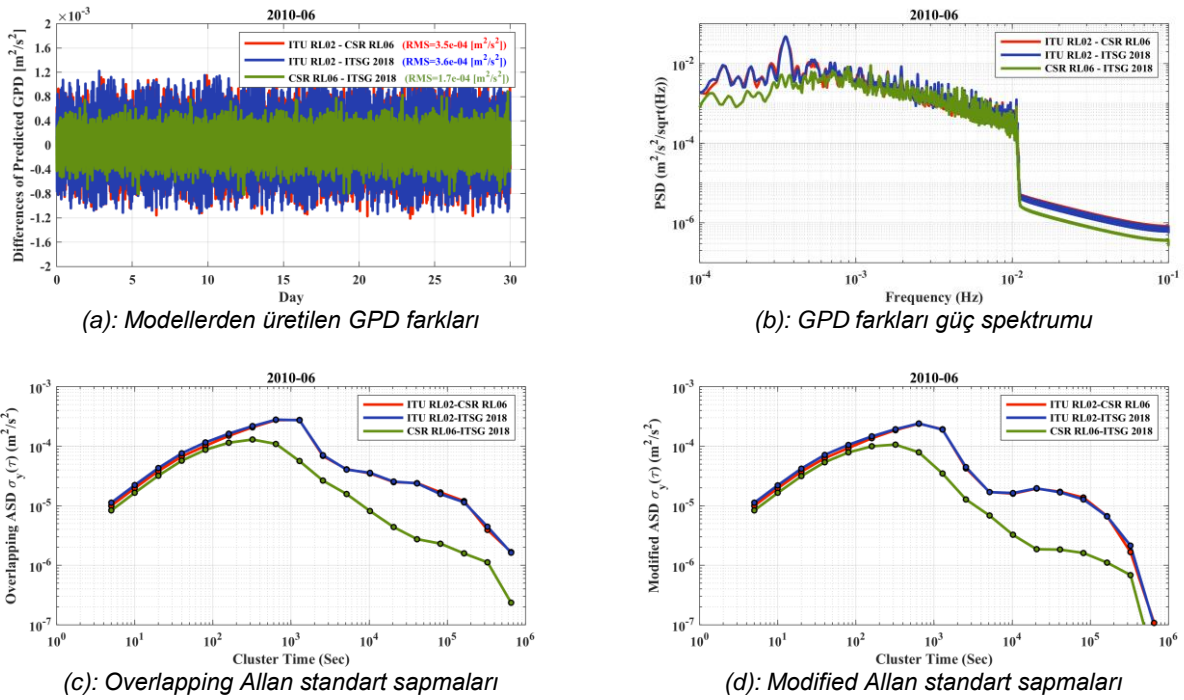 2010-06
×10⁻³
2
1.6
1.2
0.8
0.4
0
-0.4
-0.8
-1.2
-1.6
-2
Differences of Predicted GPD [m²/s²]
ITU RL02 - CSR RL06 (RMS=3.5e-04 [m²/s²])
ITU RL02 - ITSG 2018 (RMS=3.6e-04 [m²/s²])
CSR RL06 - ITSG 2018 (RMS=1.7e-04 [m²/s²])
0 5 10 15 20 25 30
Day
(a): Modellerden üretilen GPD farkları
2010-06
10⁻²
10⁻⁴
10⁻⁶
PSD (m²/s²/sqrt(Hz))
ITU RL02 - CSR RL06
ITU RL02 - ITSG 2018
CSR RL06 - ITSG 2018
10⁻⁴ 10⁻³ 10⁻² 10⁻¹
Frequency (Hz)
(b): GPD farkları güç spektrumu
2010-06
10⁻³
10⁻⁴
10⁻⁵
10⁻⁶
10⁻⁷
Overlapping ASD σy(τ) (m²/s²)
ITU RL02-CSR RL06
ITU RL02-ITSG 2018
CSR RL06-ITSG 2018
10⁰ 10¹ 10² 10³ 10⁴ 10⁵ 10⁶
Cluster Time (Sec)
(c): Overlapping Allan standart sapmaları
2010-06
10⁻³
10⁻⁴
10⁻⁵
10⁻⁶
10⁻⁷
Modified ASD σy(τ) (m²/s²)
ITU RL02-CSR RL06
ITU RL02-ITSG 2018
CSR RL06-ITSG 2018
10⁰ 10¹ 10² 10³ 10⁴ 10⁵ 10⁶
Cluster Time (Sec)
(d): Modified Allan standart sapmaları